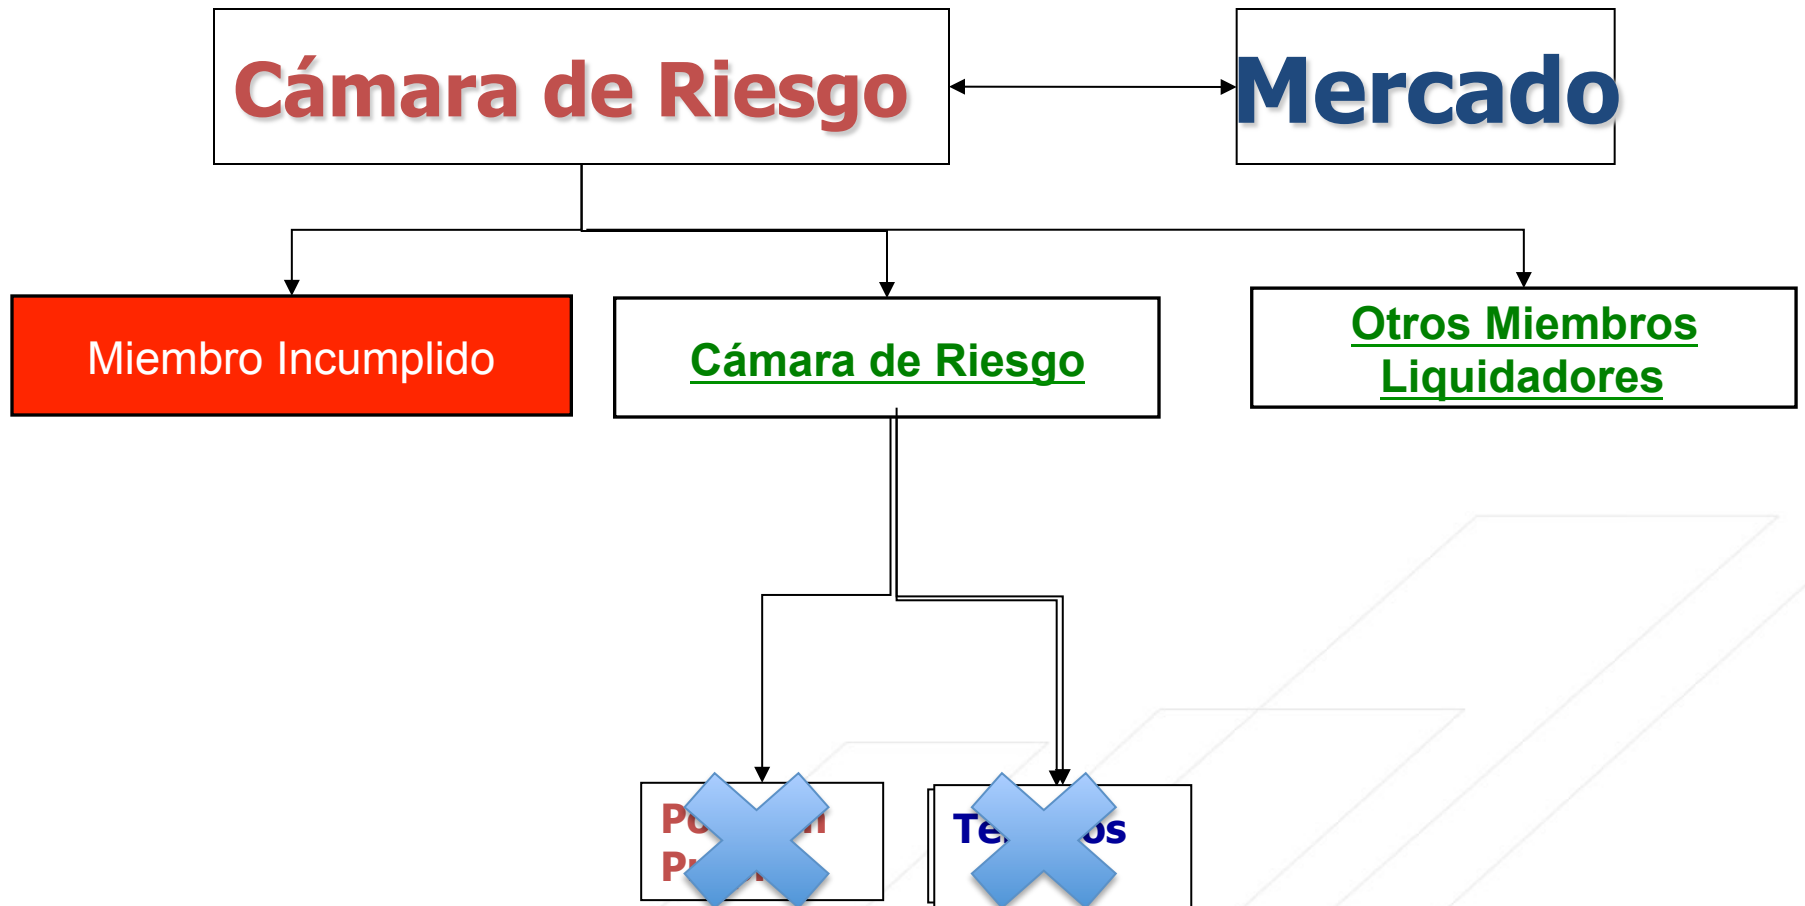 Cámara de Riesgo
Mercado
Miembro Incumplido
Cámara de Riesgo
Otros Miembros
Liquidadores